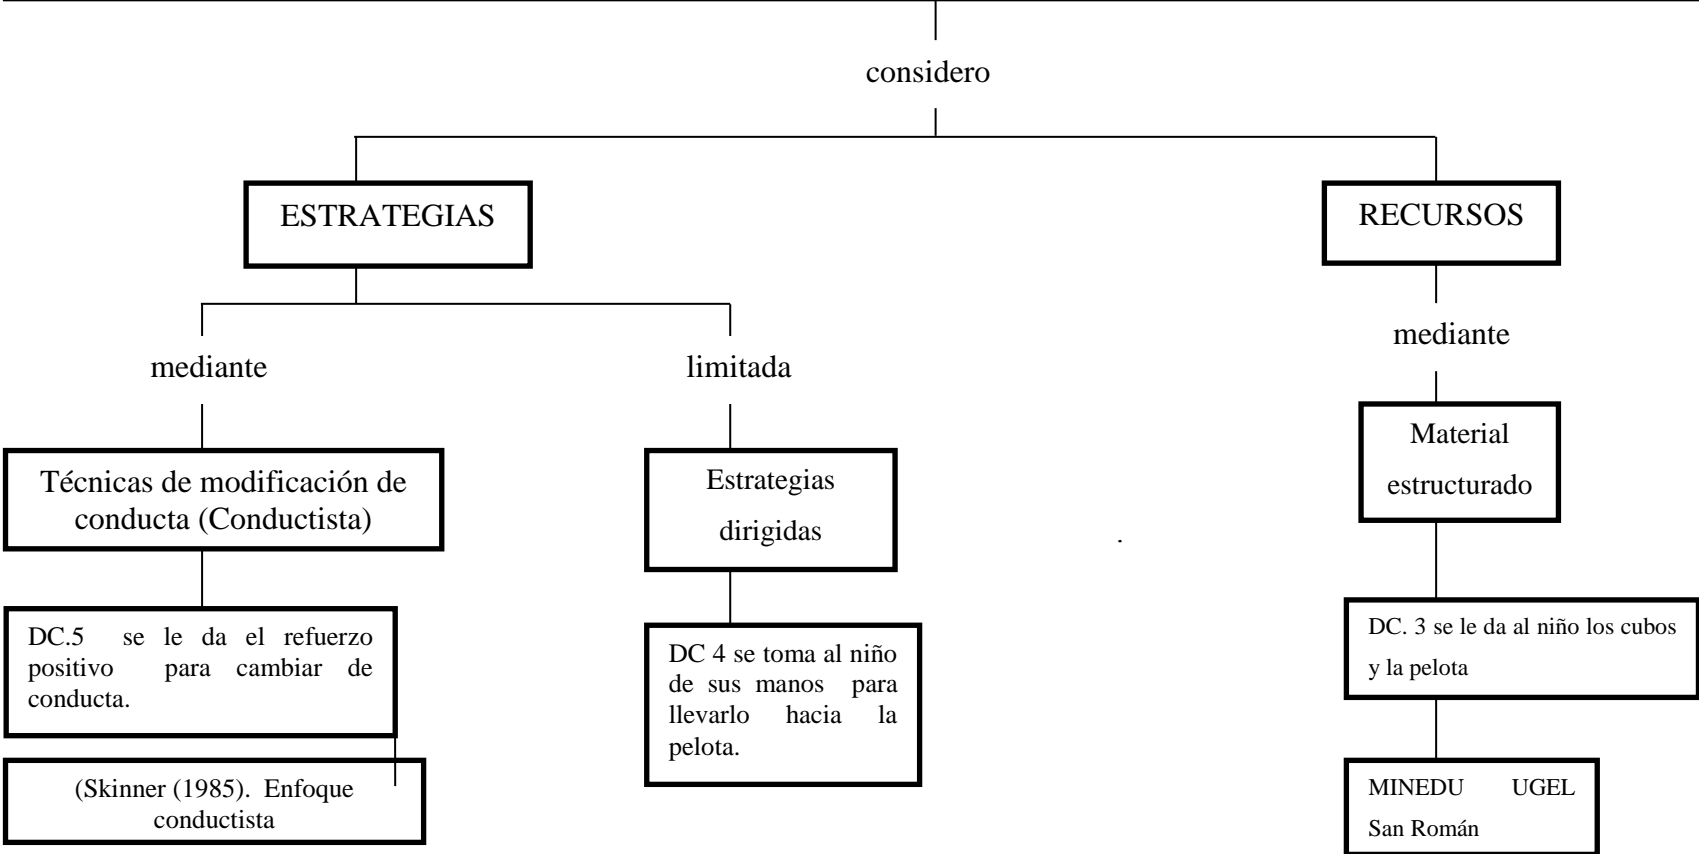 considero
ESTRATEGIAS
RECURSOS
mediante
limitada
mediante
Técnicas de modificación de
conducta (Conductista)
Estrategias
dirigidas
Material
estructurado
.
DC.5 se le da el refuerzo
positivo para cambiar de
conducta.
DC 4 se toma al niño
de sus manos para
llevarlo hacia la
pelota.
DC. 3 se le da al niño los cubos
y la pelota
(Skinner (1985). Enfoque
conductista
MINEDU UGEL
San Román